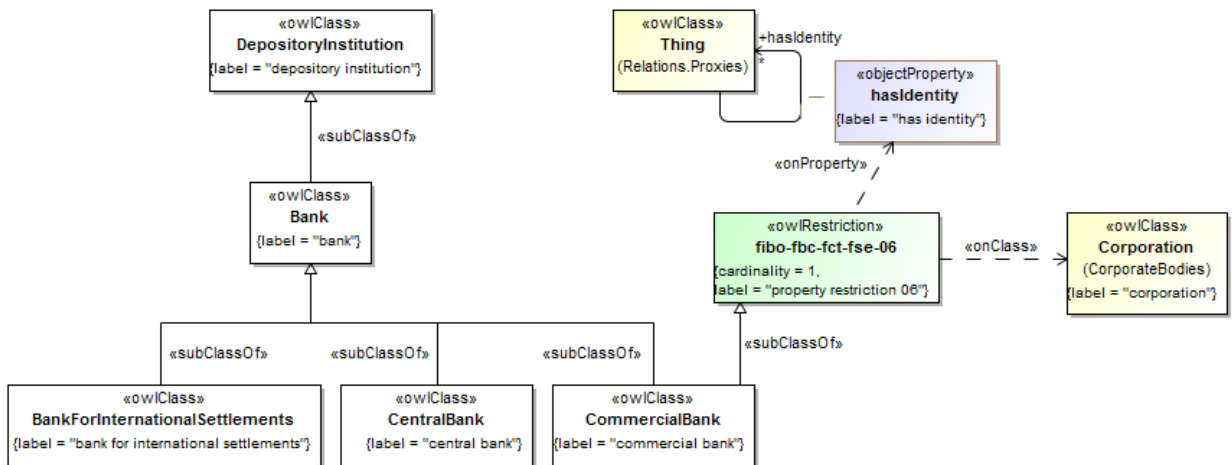 «owlClass»
DepositoryInstitution
{label = "depository institution"}
«subClassOf»
«owlClass»
Bank
{label = "bank"}
«subClassOf»
«subClassOf»
«subClassOf»
«owlClass»
BankForInternationalSettlements
{label = "bank for international settlements"}
«owlClass»
CentralBank
{label = "central bank"}
«owlClass»
CommercialBank
{label = "commercial bank"}
«owlClass»
Thing
(Relations.Proxies)
+hasIdentity
*
«objectProperty»
hasIdentity
{label = "has identity"}
«onProperty»
«owlRestriction»
fibo-fbc-fct-fse-06
{cardinality = 1,
label = "property restriction 06"}
«onClass»
«owlClass»
Corporation
(CorporateBodies)
{label = "corporation"}
«subClassOf»